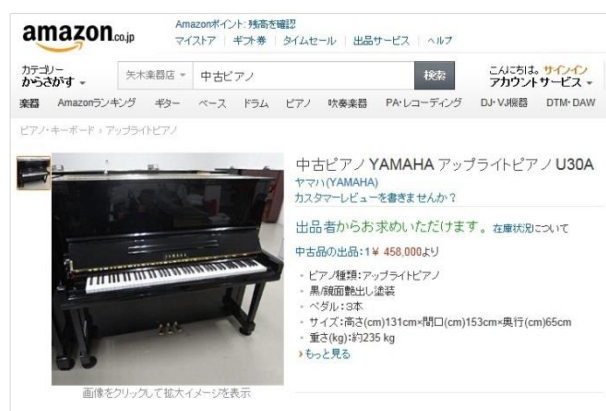 amazon.co.jp
Amazonポイント: 残高を確認
マイストア | ギフト券 | タイムセール | 出品サービス | ヘルプ
カテゴリー
からさがす
矢木楽器店
中古ピアノ
検索
こんにちは。サインイン
アカウントサービス
楽器 Amazonランキング ギター ベース ドラム ピアノ 吹奏楽器 PA・レコーディング DJ・VJ機器 DTM・DAW
ピアノ・キーボード › アップライトピアノ
YAMAHA
中古ピアノ YAMAHA アップライトピアノ U30A
ヤマハ(YAMAHA)
カスタマーレビューを書きませんか？
出品者からお求めいただけます。在庫状況について
中古品の出品:1¥ 458,000より
・ピアノ種類:アップライトピアノ
・黒/鏡面艶出し塗装
・ペダル:3本
・サイズ:高さ(cm)131cm×間口(cm)153cm×奥行(cm)65cm
・重さ(kg):約235 kg
›もっと見る
画像をクリックして拡大イメージを表示